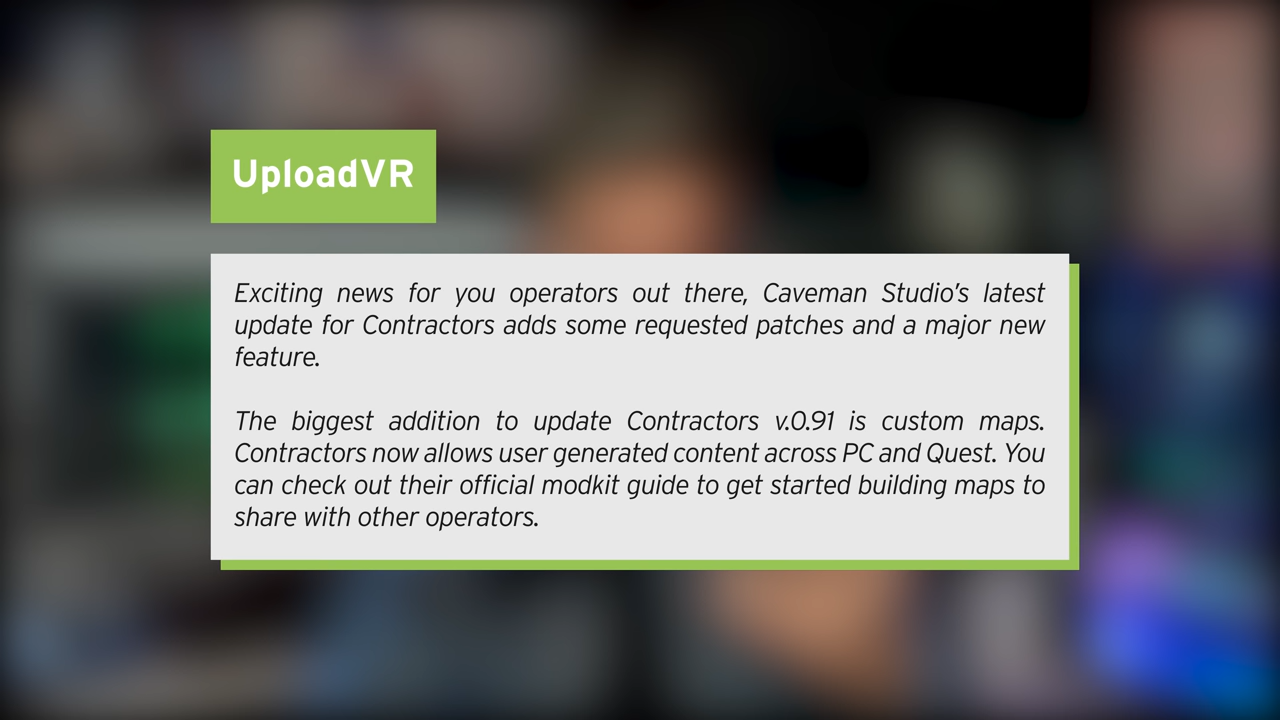 UploadVR
Exciting news for you operators out there, Caveman Studio's latest
update for Contractors adds some requested patches and a major new
feature.
The biggest addition to update Contractors v.0.91 is custom maps.
Contractors now allows user generated content across PC and Quest. You
can check out their official modkit guide to get started building maps to
share with other operators.